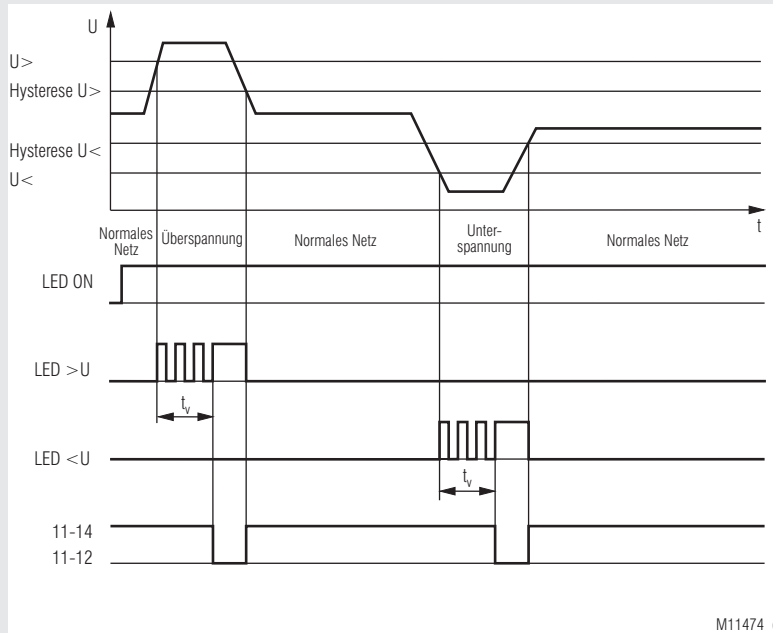 U
U>
Hysterese U>
Hysterese U<
U<
t
Normales
Netz
Überspannung
Normales Netz
Unter-
spannung
Normales Netz
LED ON
LED >U
tv
LED <U
tv
11-14
11-12
M11474